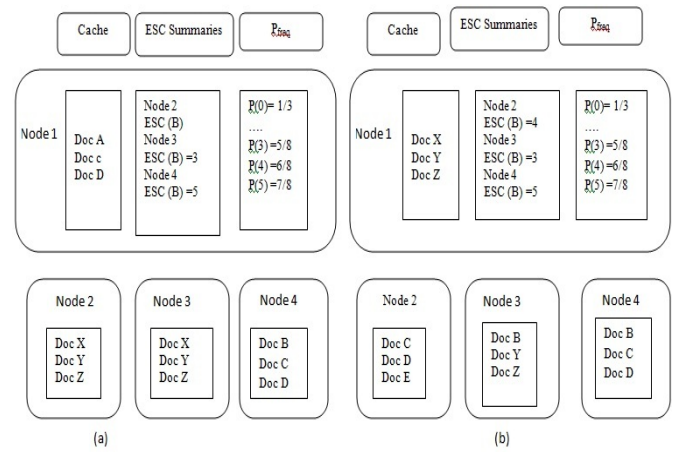 Cache
ESC Summaries
Pfreq
Cache
ESC Summaries
Pfreq
Node 1
Doc A
Doc c
Doc D
Node 2
ESC (B)
Node 3
ESC (B) =3
Node 4
ESC (B) =5
P(0)= 1/3
....
P(3) =5/8
P(4) =6/8
P(5) =7/8
Node 1
Doc X
Doc Y
Doc Z
Node 2
ESC (B) =4
Node 3
ESC (B) =3
Node 4
ESC (B) =5
P(0)= 1/3
....
P(3) =5/8
P(4) =6/8
P(5) =7/8
Node 2
Doc X
Doc Y
Doc Z
Node 3
Doc X
Doc Y
Doc Z
Node 4
Doc B
Doc C
Doc D
Node 2
Doc C
Doc D
Doc E
Node 3
Doc B
Doc Y
Doc Z
Node 4
Doc B
Doc C
Doc D
(a)
(b)